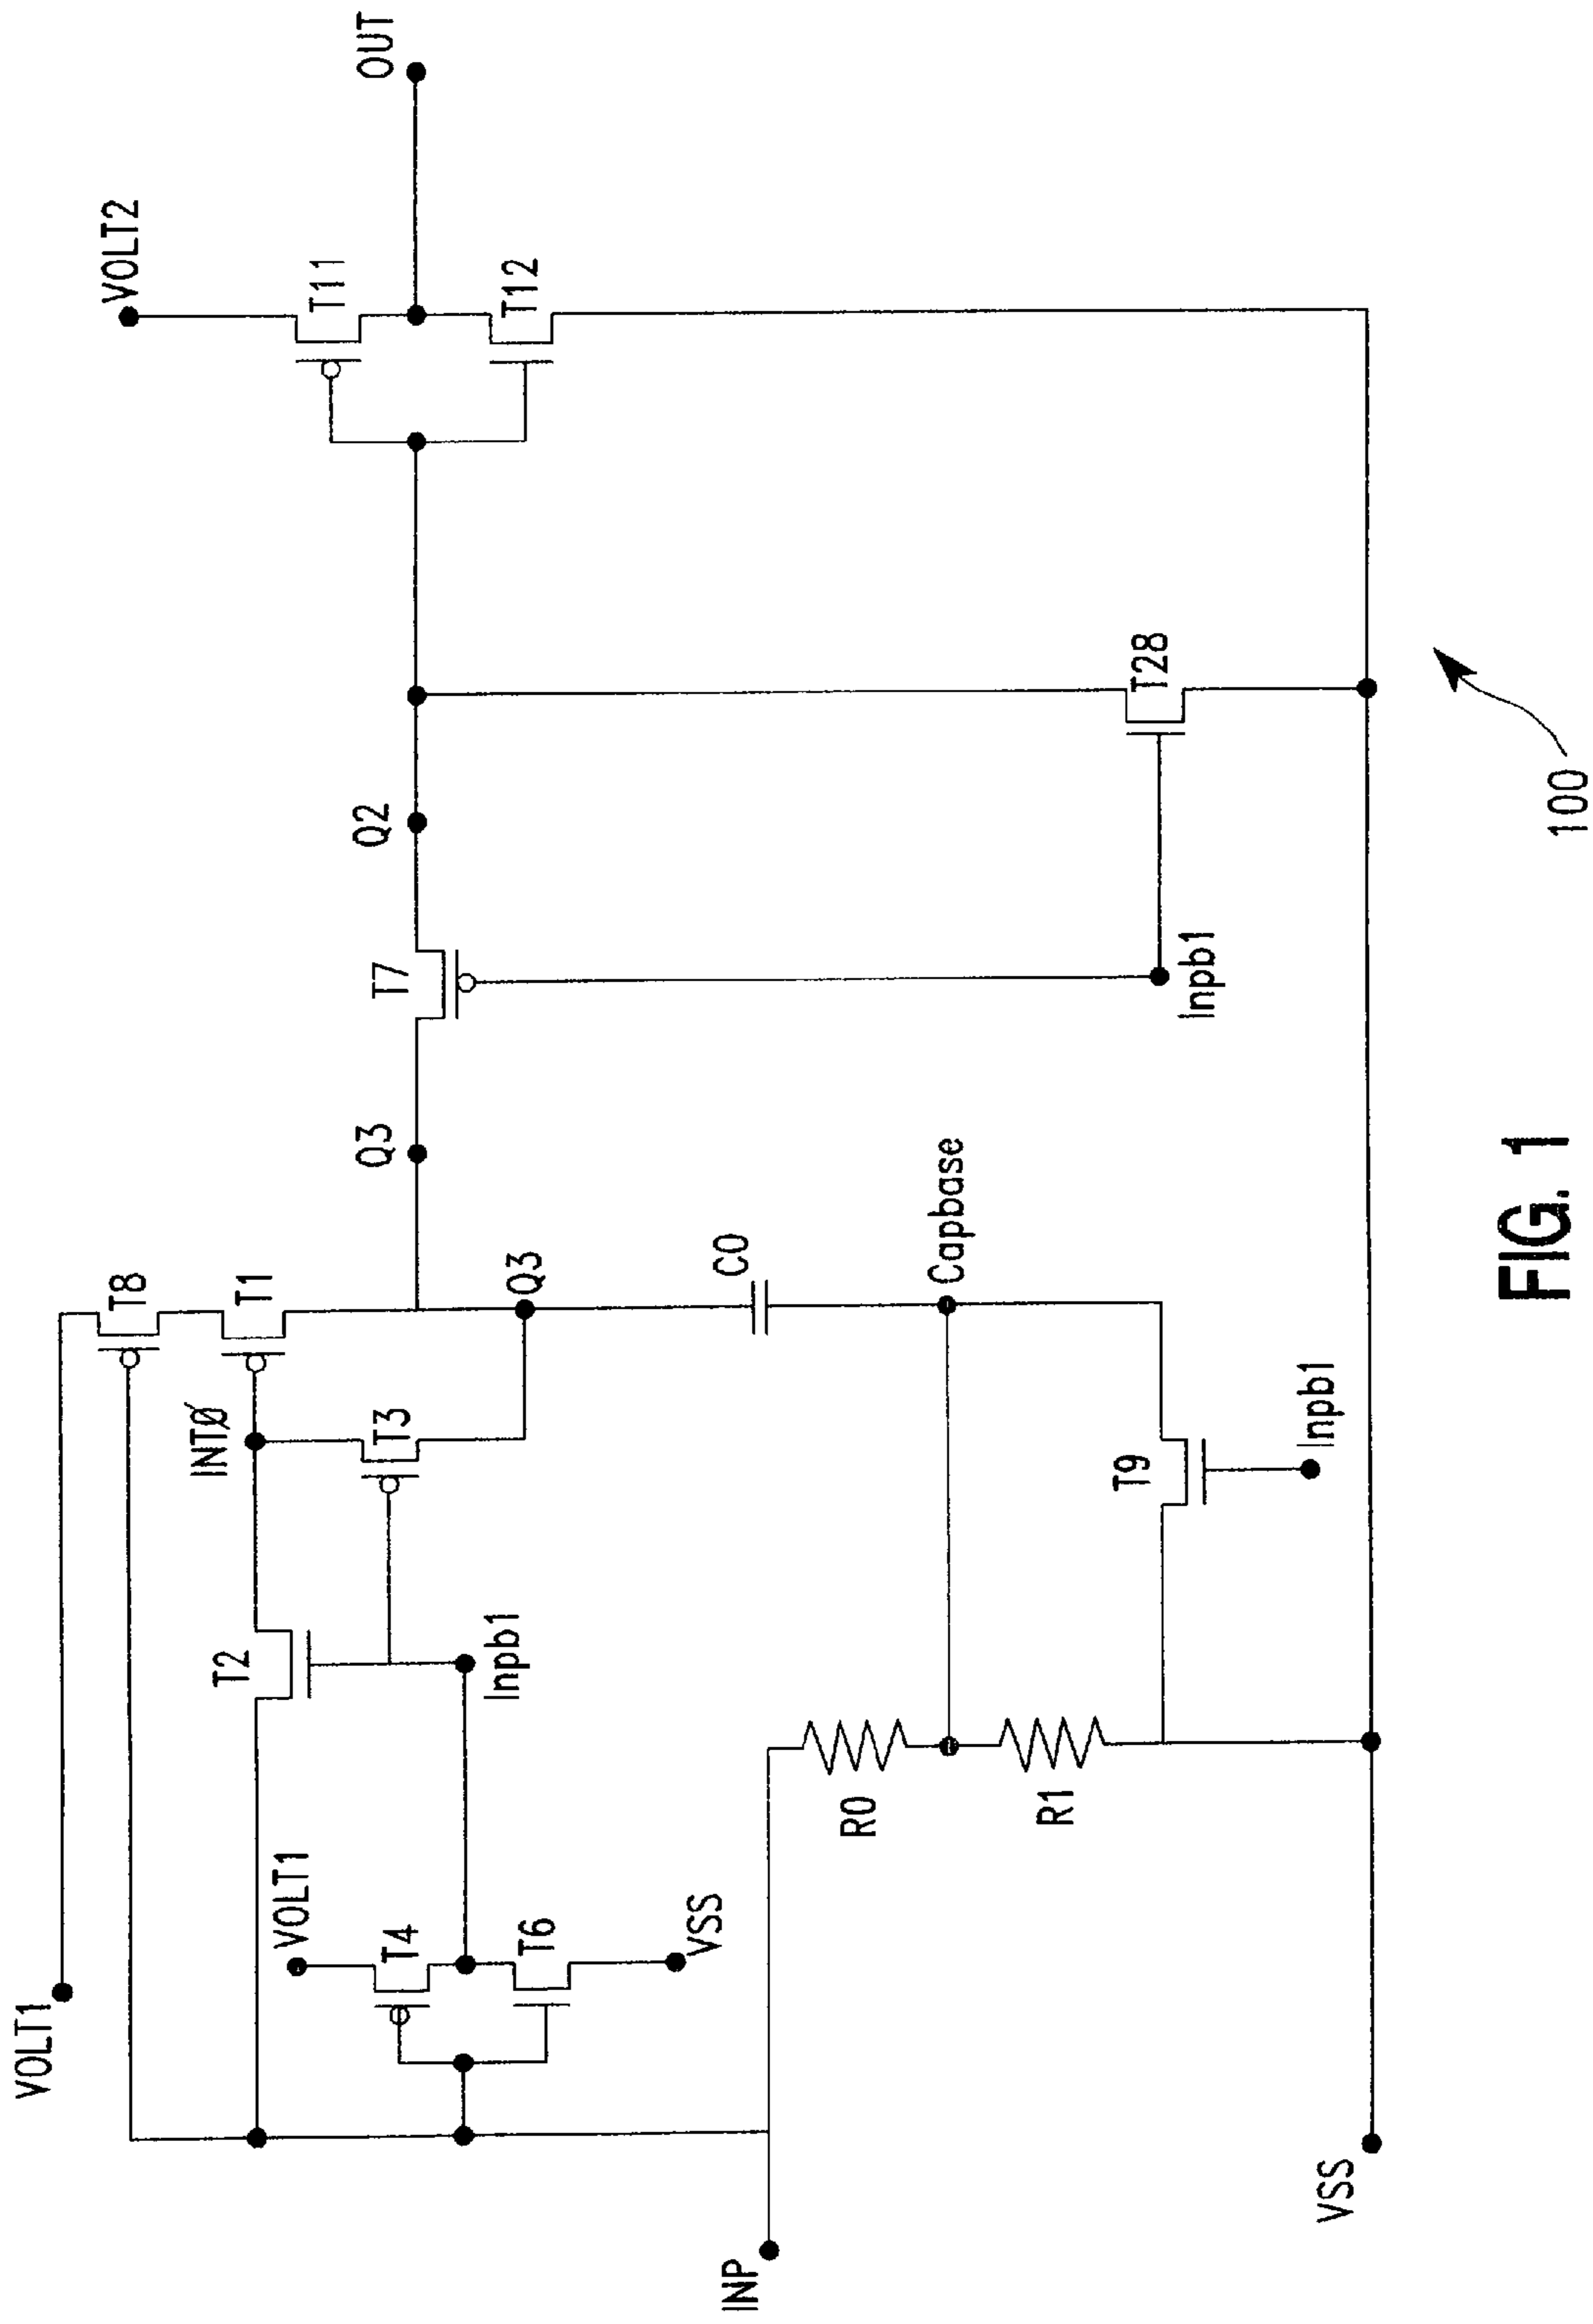 VOLT2
OUT
T11
T12
VOLT1
T8
T1
INTØ
T2
T3
Q3
Q3
T7
Q2
VOLT1
T4
T6
VSS
Inpb1
C0
Capbase
Inpb1
T28
INP
R0
R1
T9
Inpb1
VSS
100
FIG. 1